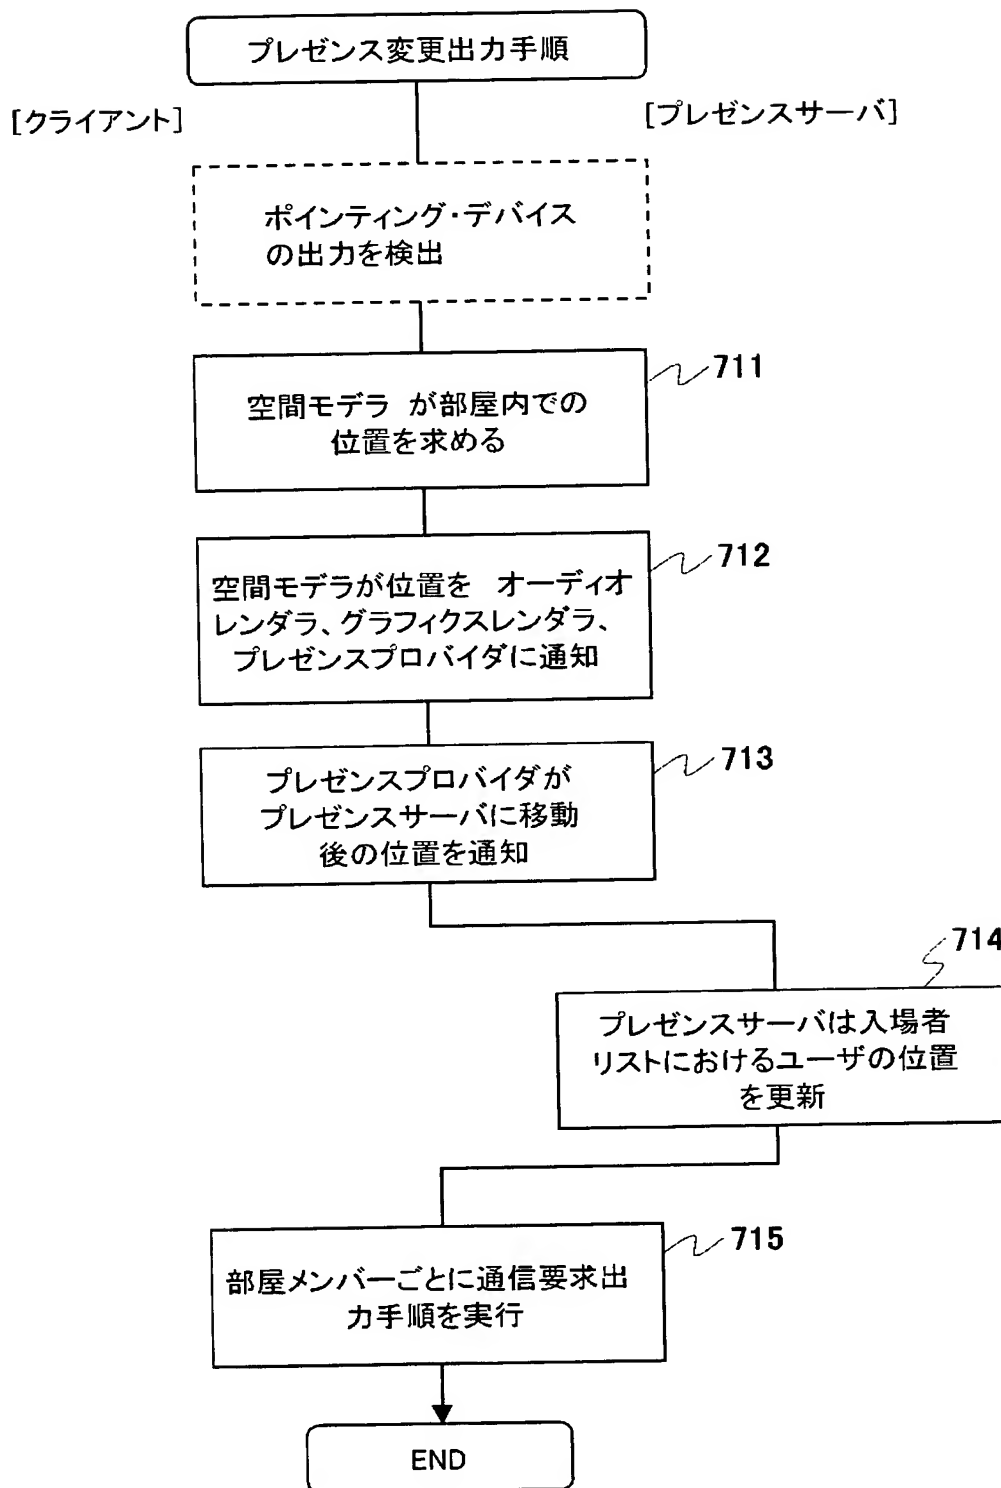 プレゼンス変更出力手順
[クライアント]
[プレゼンスサーバ]
ポインティング・デバイス
の出力を検出
711
空間モデラ が部屋内での
位置を求める
712
空間モデラが位置を オーディオ
レンダラ、グラフィクスレンダラ、
プレゼンスプロバイダに通知
713
プレゼンスプロバイダが
プレゼンスサーバに移動
後の位置を通知
714
プレゼンスサーバは入場者
リストにおけるユーザの位置
を更新
715
部屋メンバーごとに通信要求出
力手順を実行
END